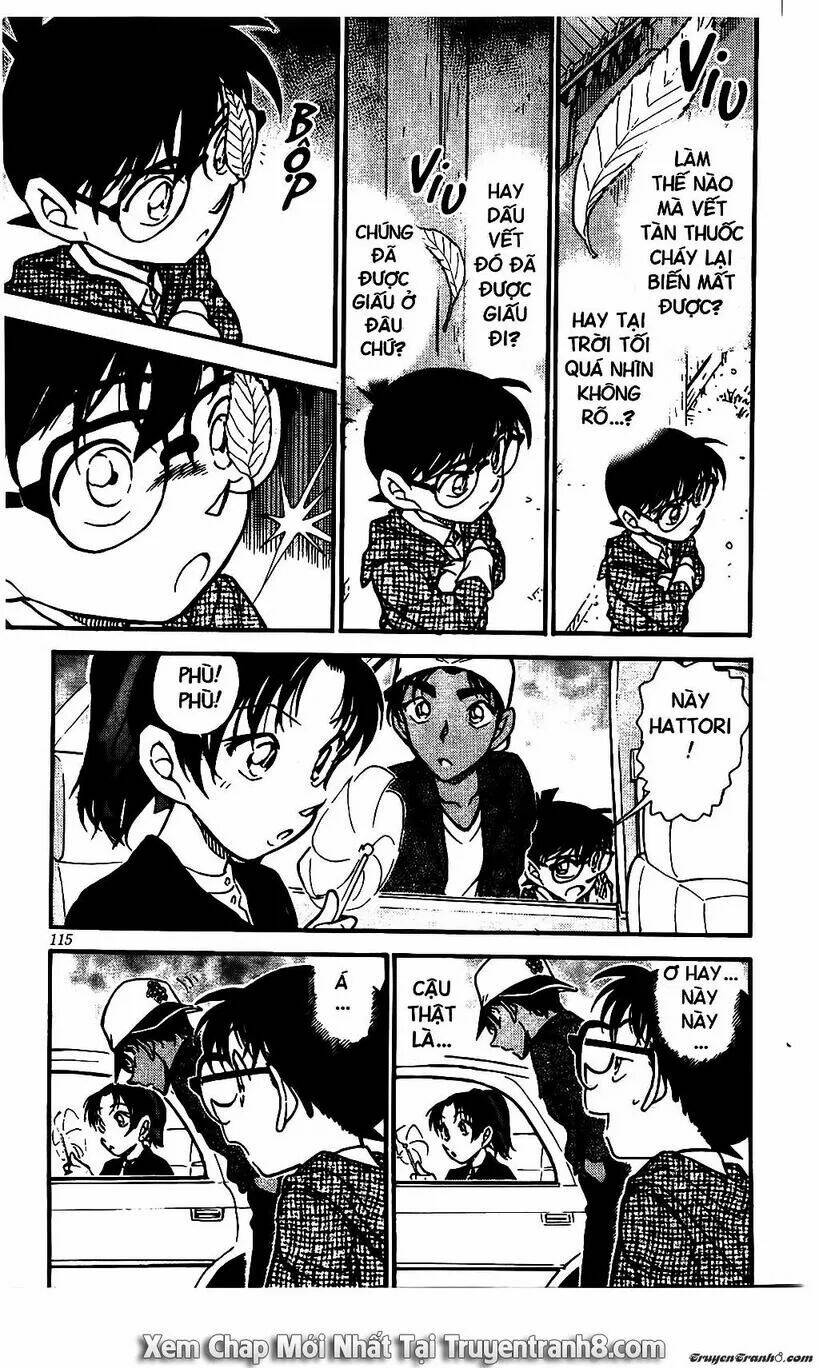 VIU
LÀM
THẾ NÀO
MÀ VẾT
TÀN THUỐC
CHÁY LẠI
BIẾN MẤT
ĐƯỢC?
HAY TẠI
TRỜI TỐI
QUÁ NHÌN
KHÔNG
RÕ...?
VIU
HAY
DẤU
VẾT
ĐÓ ĐÃ
ĐƯỢC
GIẤU
ĐI?
CHÚNG
ĐÃ
ĐƯỢC
GIẤU Ở
ĐÂU
CHỨ?
BỘP
NÀY
HATTORI
!
PHÙ!
PHÙ!
115
Ơ HAY...
NÀY
NÀY
...
CẬU
THẬT
LÀ...
Á
...
Xem Chap Mới Nhất Tại Truyentranh8.com
TruyenTranh8.com